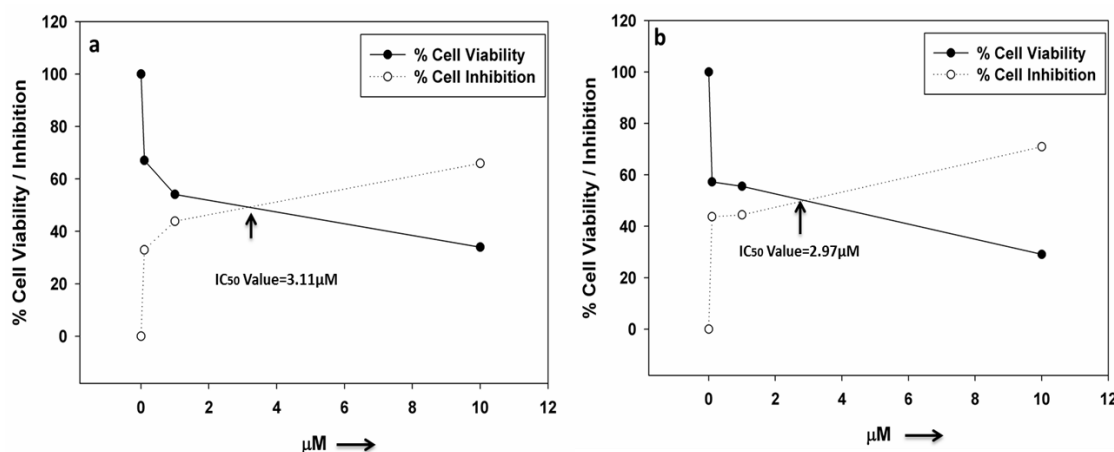 a
% Cell Viability
% Cell Inhibition
% Cell Viability / Inhibition
120
100
80
60
40
20
0
IC50 Value=3.11µM
0 2 4 6 8 10 12
µM
b
% Cell Viability
% Cell Inhibition
% Cell Viability / Inhibition
120
100
80
60
40
20
0
IC50 Value=2.97µM
0 2 4 6 8 10 12
µM